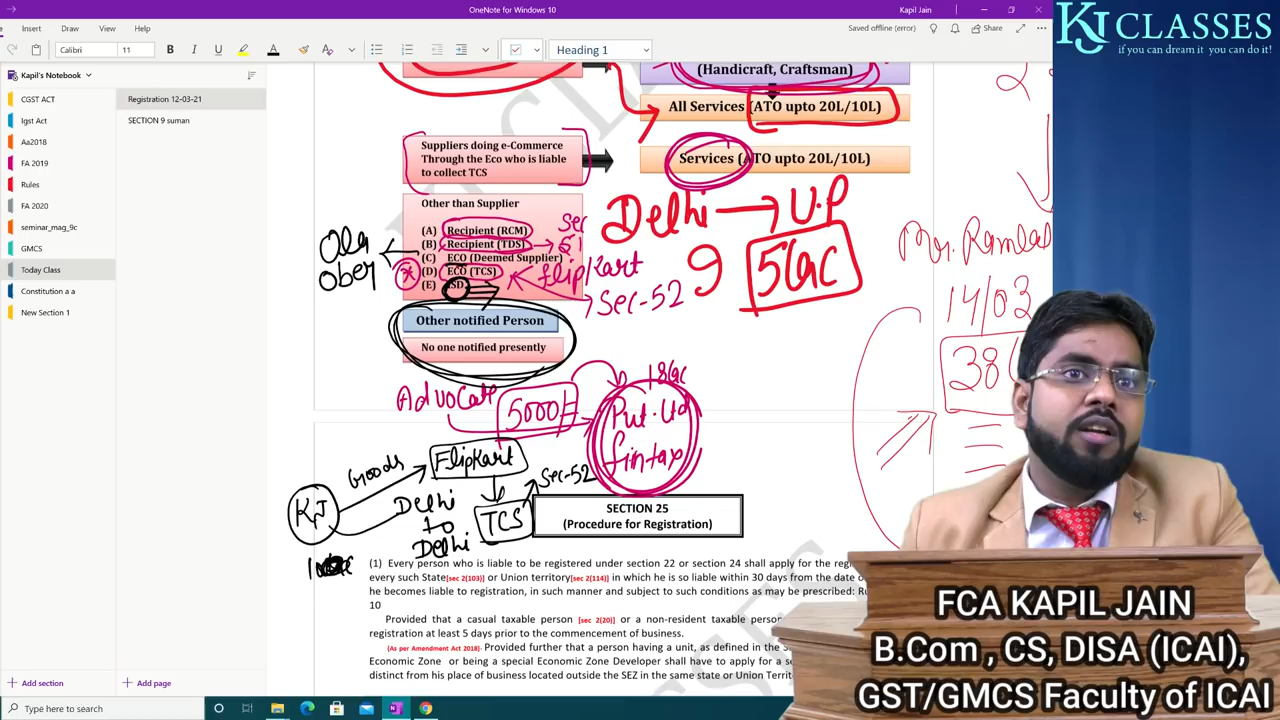 OneNote for Windows 10
Kapil Jain
Insert Draw View Help
Saved offline (error)
Share
Calibri 11 B I U A
Heading 1
Kapil's Notebook
CGST ACT
Igst Act
Aa2018
FA 2019
Rules
FA 2020
seminar_mag_9c
GMCS
Today Class
Constitution a a
New Section 1
Registration 12-03-21
SECTION 9 suman
Add section
Add page
(Handicraft, Craftsman)
All Services (ATO upto 20L/10L)
Suppliers doing e-Commerce
Through the Eco who is liable
to collect TCS
Services (ATO upto 20L/10L)
Other than Supplier
(A) Recipient (RCM)
(B) Recipient (TDS)
(C) ECO (Deemed Supplier)
(D) ECO (TCS)
(E)
Sec
51
Ola
Ober
FlipKart
Sec-52
Delhi → U.P
9 5lac
Other notified Person
No one notified presently
Advocate
5000
18lac
Pvt. Ltd
fintax
KJ
Goods
FlipKart
TCS
Sec-52
Delhi
to
Delhi
Mr. Ramdas
14/03
38
SECTION 25
(Procedure for Registration)
(1) Every person who is liable to be registered under section 22 or section 24 shall apply for the
every such State[sec 2(103)] or Union territory[sec 2(114)] in which he is so liable within 30 days from the date
he becomes liable to registration, in such manner and subject to such conditions as may be prescribed:
10
Provided that a casual taxable person [sec 2(20)] or a non-resident taxable
registration at least 5 days prior to the commencement of business.
(As per Amendment Act 2018)- Provided further that a person having a unit, as defined in the
Economic Zone or being a special Economic Zone Developer shall have to apply for a
distinct from his place of business located outside the SEZ in the same state or Union
KJ CLASSES
if you can dream it you can do it!
FCA KAPIL JAIN
B.Com , CS, DISA (ICAI),
GST/GMCS Faculty of ICAI
Type here to search